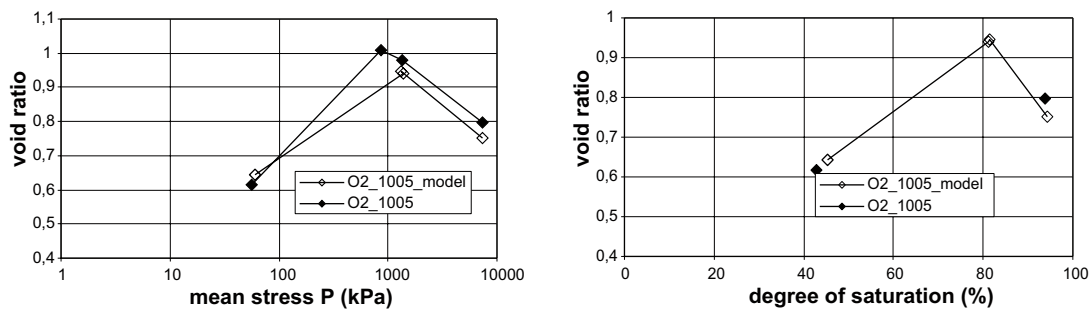 1,1
1
0,9
0,8
0,7
0,6
0,5
0,4
void ratio
1 10 100 1000 10000
mean stress P (kPa)
O2_1005_model
O2_1005
1
0,9
0,8
0,7
0,6
0,5
0,4
void ratio
0 20 40 60 80 100
degree of saturation (%)
O2_1005_model
O2_1005